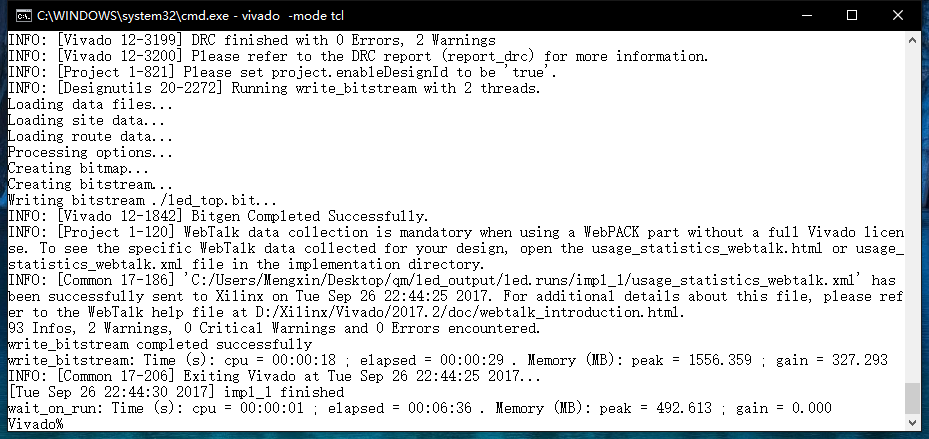 C:\WINDOWS\system32\cmd.exe - vivado  -mode tcl
INFO: [Vivado 12-3199] DRC finished with 0 Errors, 2 Warnings
INFO: [Vivado 12-3200] Please refer to the DRC report (report_drc) for more information.
INFO: [Project 1-821] Please set project.enableDesignId to be 'true'.
INFO: [Designutils 20-2272] Running write_bitstream with 2 threads.
Loading data files...
Loading site data...
Loading route data...
Processing options...
Creating bitmap...
Creating bitstream...
Writing bitstream ./led_top.bit...
INFO: [Vivado 12-1842] Bitgen Completed Successfully.
INFO: [Project 1-120] WebTalk data collection is mandatory when using a WebPACK part without a full Vivado licen
se. To see the specific WebTalk data collected for your design, open the usage_statistics_webtalk.html or usage_
statistics_webtalk.xml file in the implementation directory.
INFO: [Common 17-186] 'C:/Users/Mengxin/Desktop/qm/led_output/led.runs/impl_1/usage_statistics_webtalk.xml' has
been successfully sent to Xilinx on Tue Sep 26 22:44:25 2017. For additional details about this file, please ref
er to the WebTalk help file at D:/Xilinx/Vivado/2017.2/doc/webtalk_introduction.html.
93 Infos, 2 Warnings, 0 Critical Warnings and 0 Errors encountered.
write_bitstream completed successfully
write_bitstream: Time (s): cpu = 00:00:18 ; elapsed = 00:00:29 . Memory (MB): peak = 1556.359 ; gain = 327.293
INFO: [Common 17-206] Exiting Vivado at Tue Sep 26 22:44:25 2017...
[Tue Sep 26 22:44:30 2017] impl_1 finished
wait_on_run: Time (s): cpu = 00:00:01 ; elapsed = 00:06:36 . Memory (MB): peak = 492.613 ; gain = 0.000
Vivado%